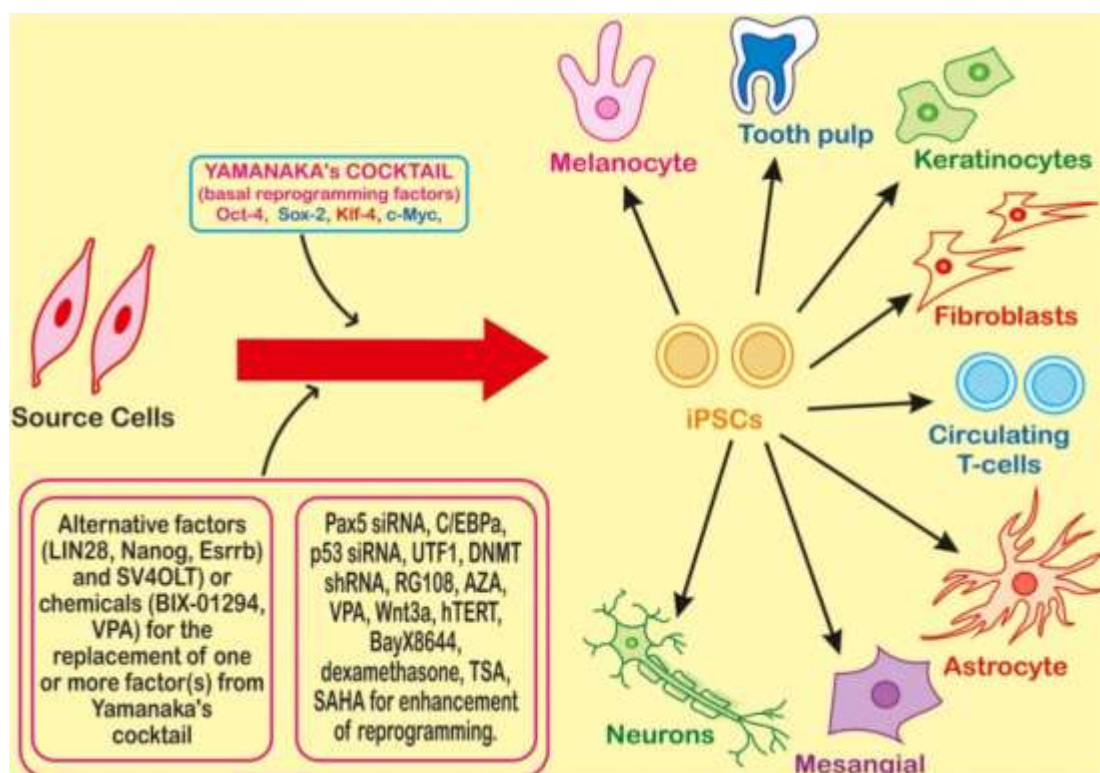 YAMANAKA's COCKTAIL
(basal reprogramming factors)
Oct-4, Sox-2, Klf-4, c-Myc,
Source Cells
Alternative factors
(LIN28, Nanog, Esrrb)
and SV4OLT) or
chemicals (BIX-01294,
VPA) for the
replacement of one
or more factor(s) from
Yamanaka's
cocktail
Pax5 siRNA, C/EBPa,
p53 siRNA, UTF1, DNMT
shRNA, RG108, AZA,
VPA, Wnt3a, hTERT,
BayX8644,
dexamethasone, TSA,
SAHA for enhancement
of reprogramming.
iPSCs
Melanocyte
Tooth pulp
Keratinocytes
Fibroblasts
Circulating
T-cells
Astrocyte
Mesangial
Neurons